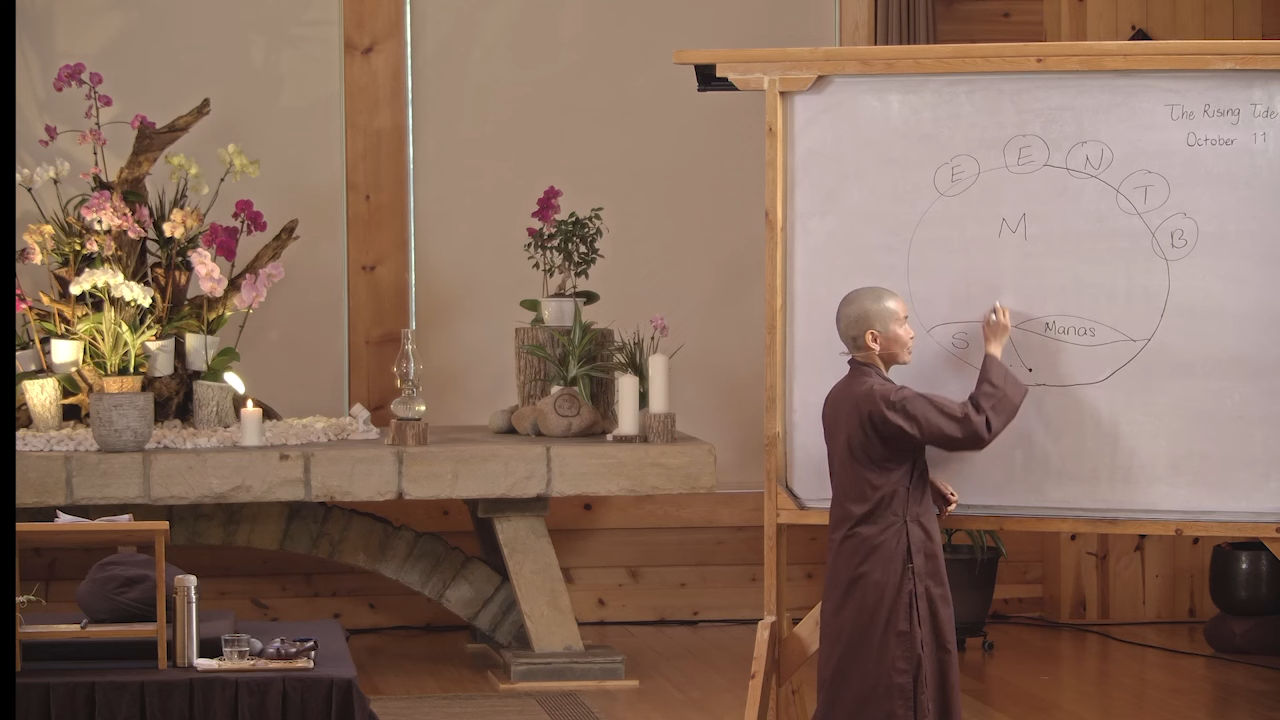 The Rising Tide
October 11
E E N T B
M
S Manas